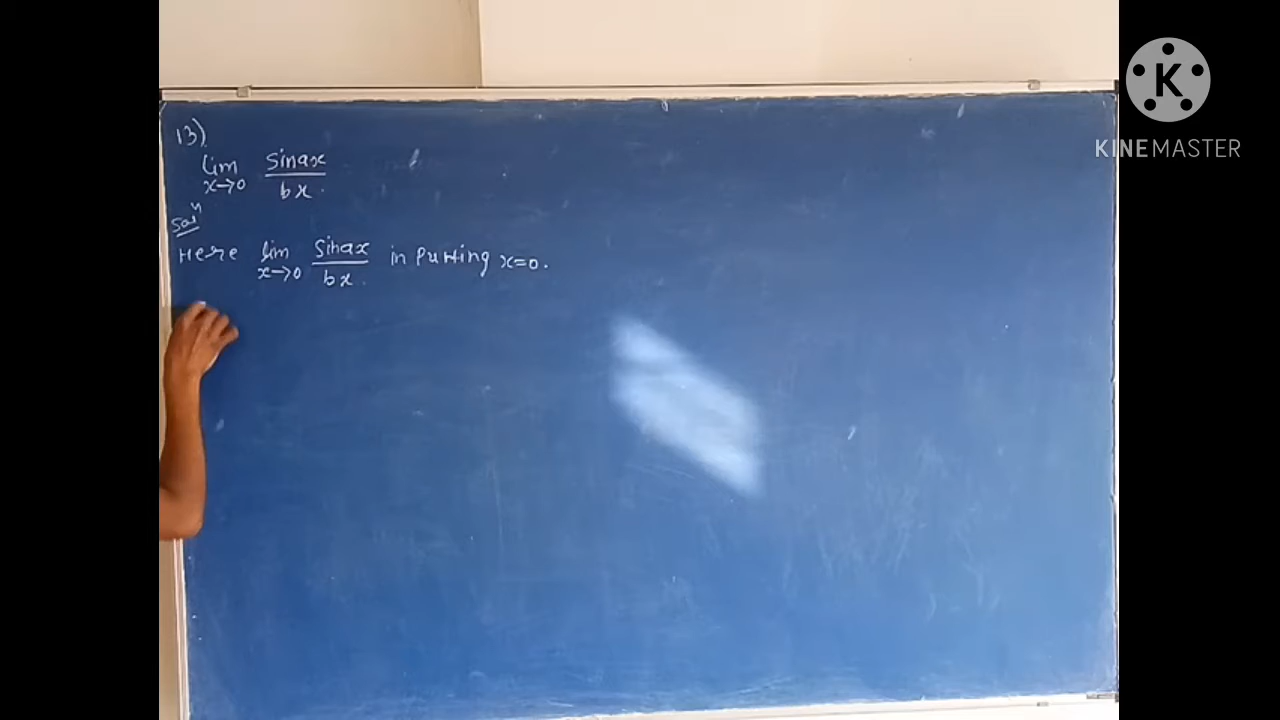 13)
lim x→0 sinax / bx.
Solⁿ
Here lim x→0 sinax / bx. in Putting x=0.
K
KINEMASTER